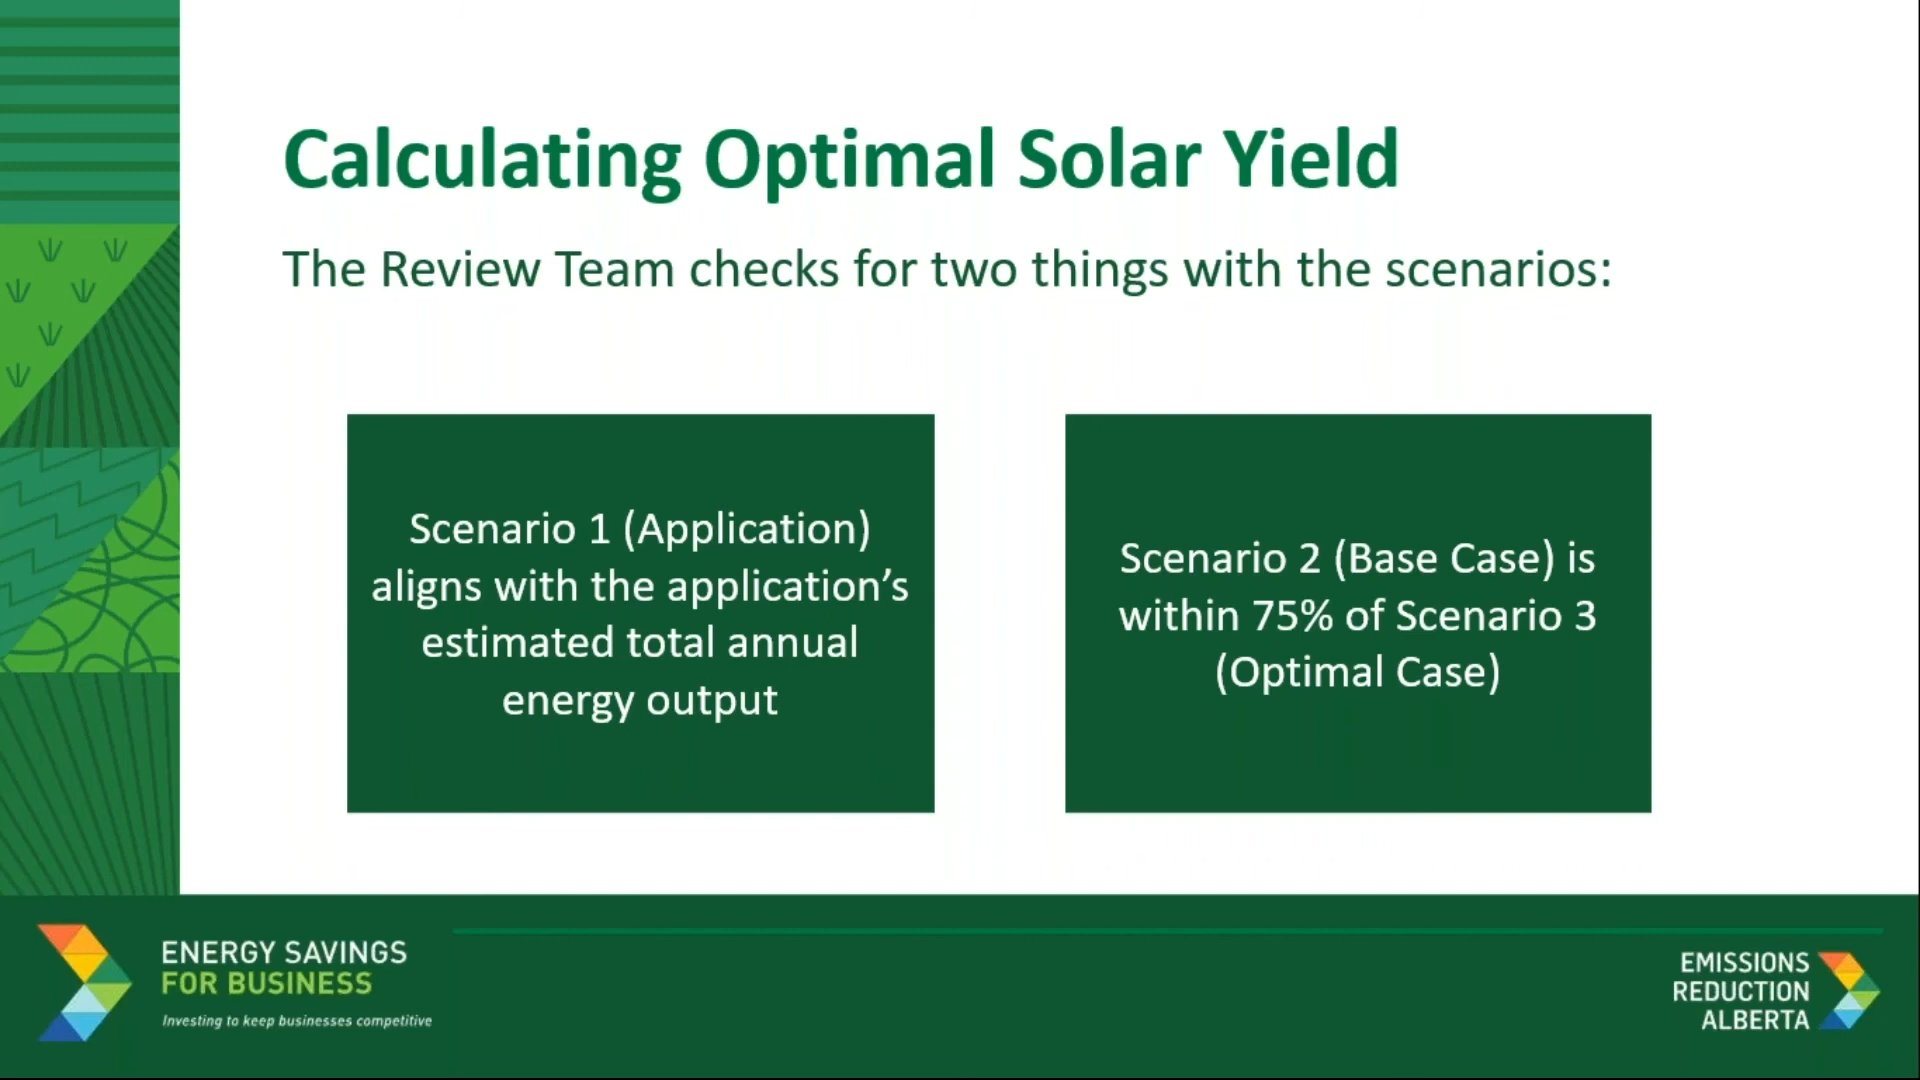 Calculating Optimal Solar Yield
The Review Team checks for two things with the scenarios:
Scenario 1 (Application)
aligns with the application’s
estimated total annual
energy output
Scenario 2 (Base Case) is
within 75% of Scenario 3
(Optimal Case)
ENERGY SAVINGS
FOR BUSINESS
Investing to keep businesses competitive
EMISSIONS
REDUCTION
ALBERTA